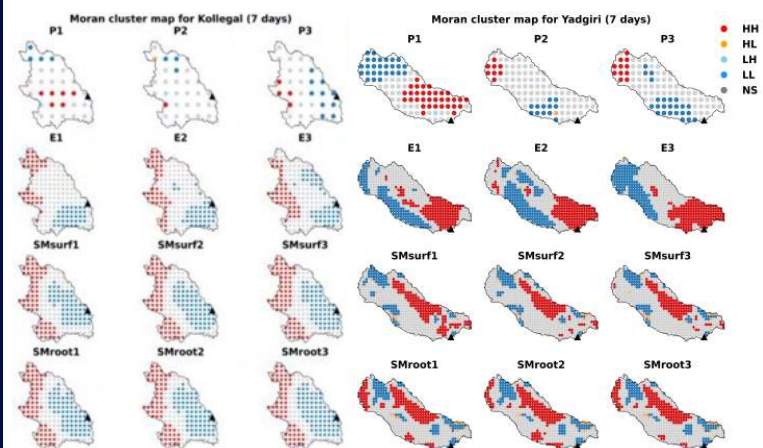 Moran cluster map for Kollegal (7 days)
P1 P2 P3
E1 E2 E3
SMsurf1 SMsurf2 SMsurf3
SMroot1 SMroot2 SMroot3
Moran cluster map for Yadgiri (7 days)
P1 P2 P3
E1 E2 E3
SMsurf1 SMsurf2 SMsurf3
SMroot1 SMroot2 SMroot3
HH
HL
LH
LL
NS